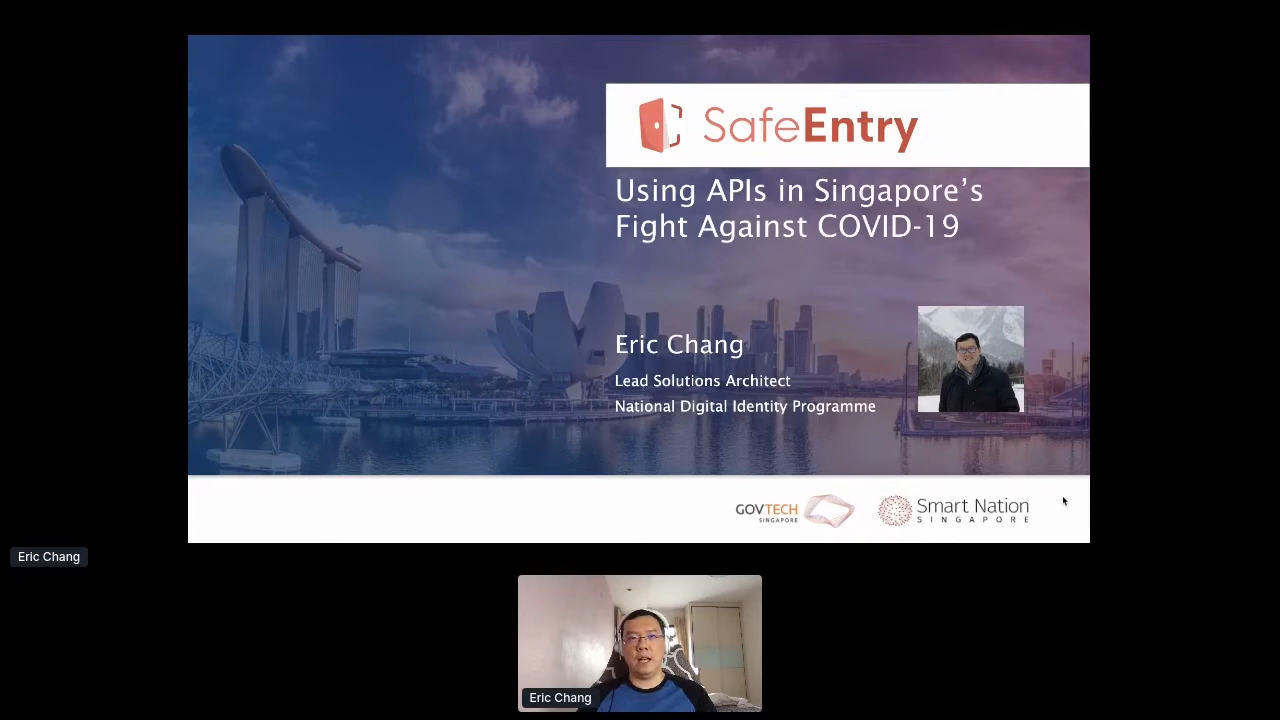 SafeEntry
Using APIs in Singapore’s
Fight Against COVID-19
Eric Chang
Lead Solutions Architect
National Digital Identity Programme
GOVTECH
SINGAPORE
Smart Nation
SINGAPORE
Eric Chang
Eric Chang